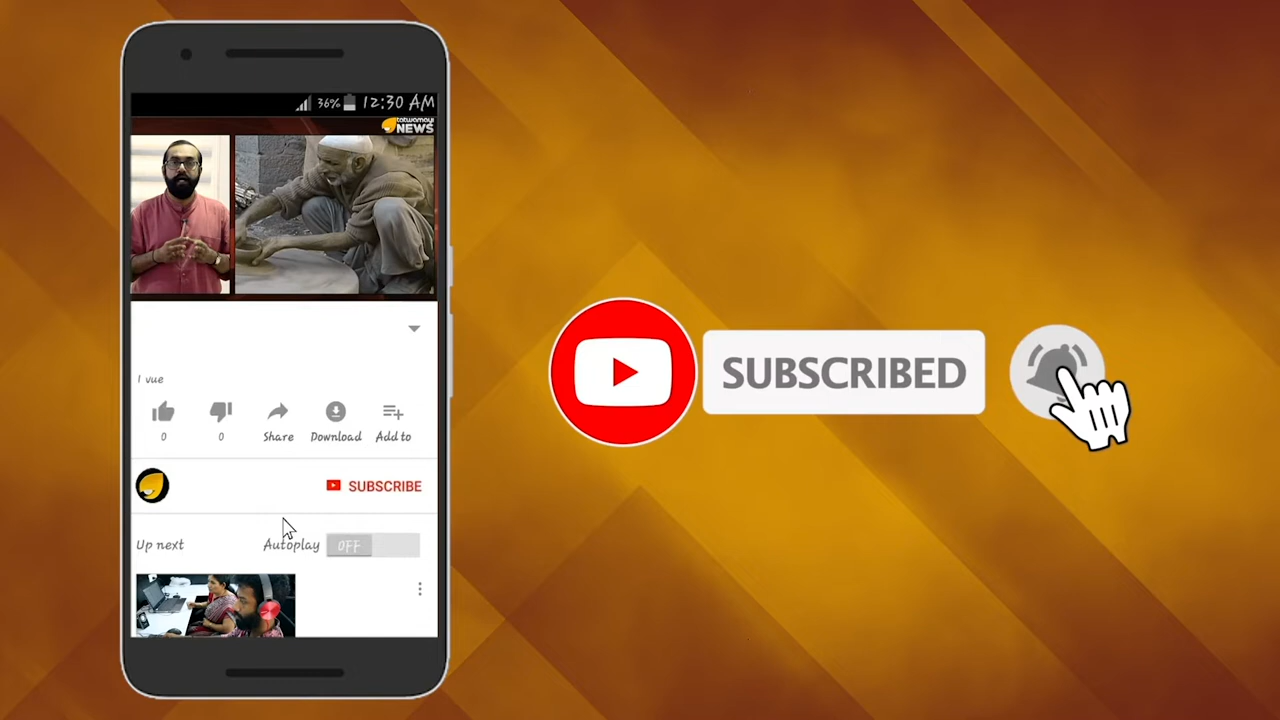 36% 12:30 AM
tatwamayi
NEWS
1 vue
0 0 Share Download Add to
SUBSCRIBE
Up next Autoplay OFF
SUBSCRIBED